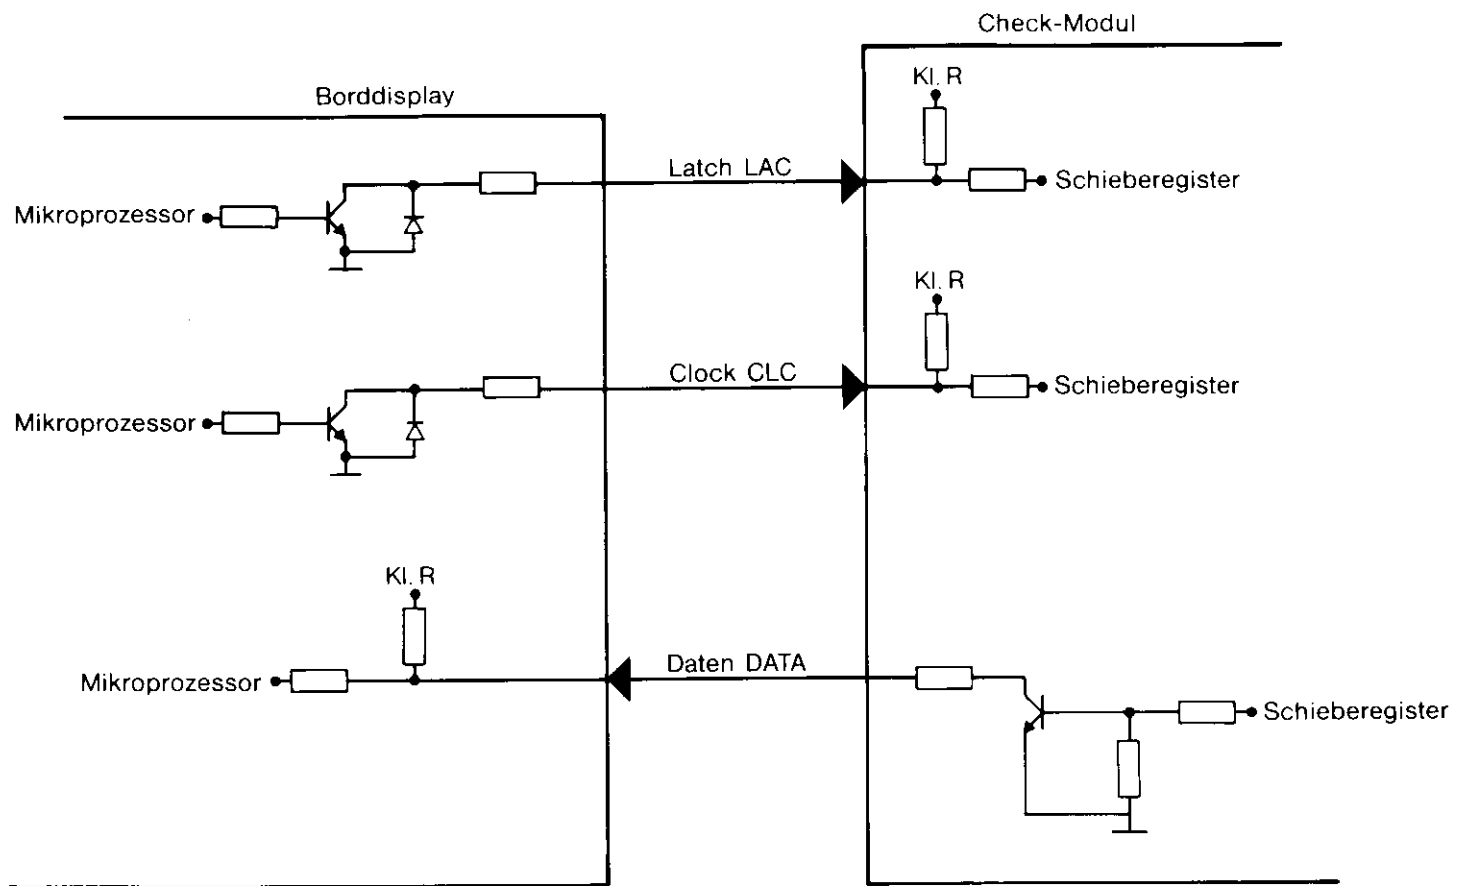 Check-Modul
Borddisplay
Kl. R
Latch LAC
Mikroprozessor
Schieberegister
Kl. R
Clock CLC
Mikroprozessor
Schieberegister
Kl. R
Daten DATA
Mikroprozessor
Schieberegister